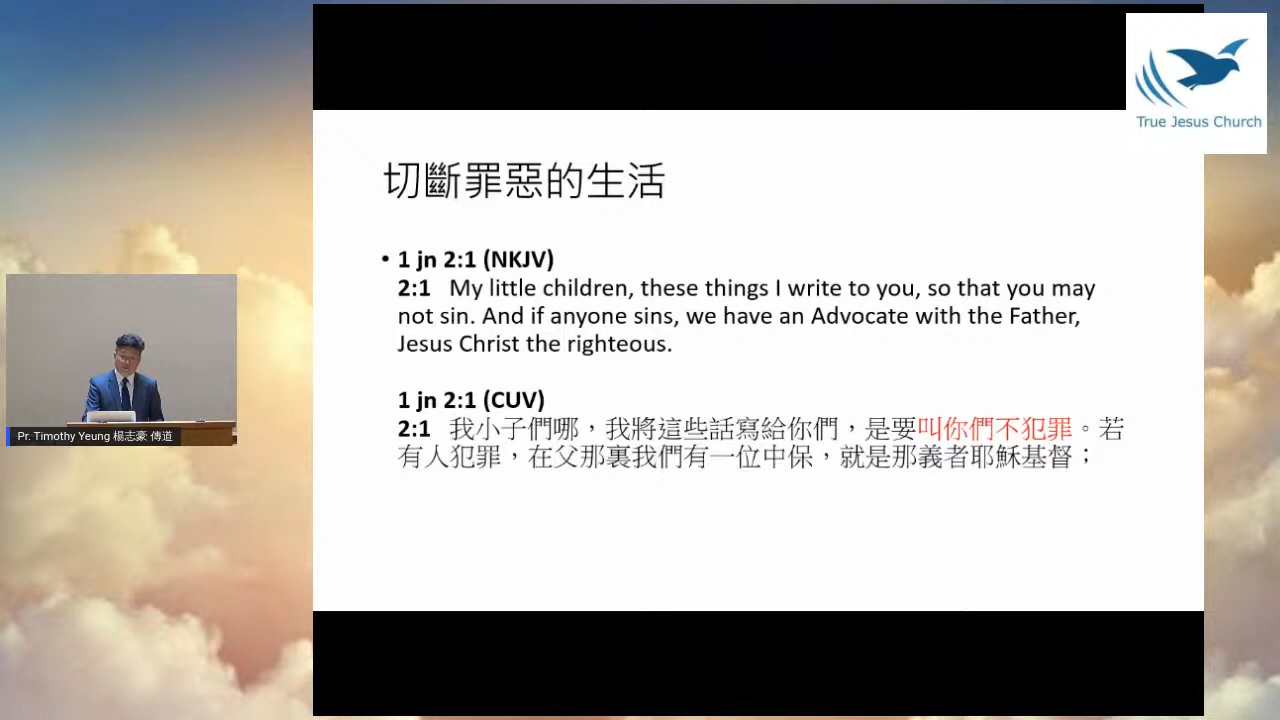 True Jesus Church
切斷罪惡的生活
• 1 jn 2:1 (NKJV)
2:1 My little children, these things I write to you, so that you may
not sin. And if anyone sins, we have an Advocate with the Father,
Jesus Christ the righteous.
1 jn 2:1 (CUV)
2:1 我小子們哪，我將這些話寫給你們，是要叫你們不犯罪。若
有人犯罪，在父那裏我們有一位中保，就是那義者耶穌基督；
Pr. Timothy Yeung 楊志豪 傳道